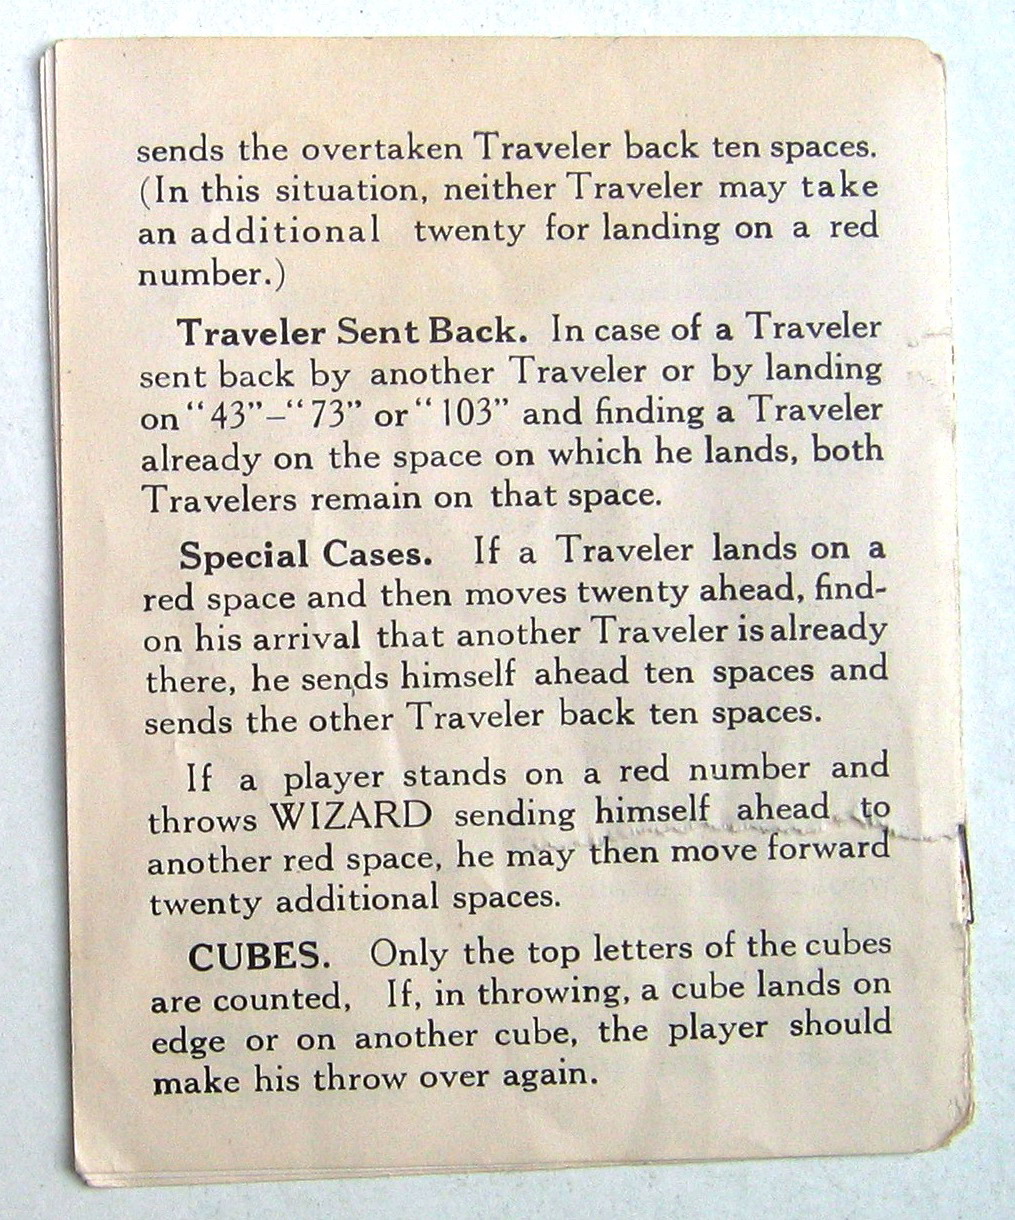 sends the overtaken Traveler back ten spaces.
(In this situation, neither Traveler may take
an additional twenty for landing on a red
number.)
Traveler Sent Back. In case of a Traveler
sent back by another Traveler or by landing
on "43"–"73" or "103" and finding a Traveler
already on the space on which he lands, both
Travelers remain on that space.
Special Cases. If a Traveler lands on a
red space and then moves twenty ahead, find-
on his arrival that another Traveler is already
there, he sends himself ahead ten spaces and
sends the other Traveler back ten spaces.
If a player stands on a red number and
throws WIZARD sending himself ahead to
another red space, he may then move forward
twenty additional spaces.
CUBES. Only the top letters of the cubes
are counted, If, in throwing, a cube lands on
edge or on another cube, the player should
make his throw over again.